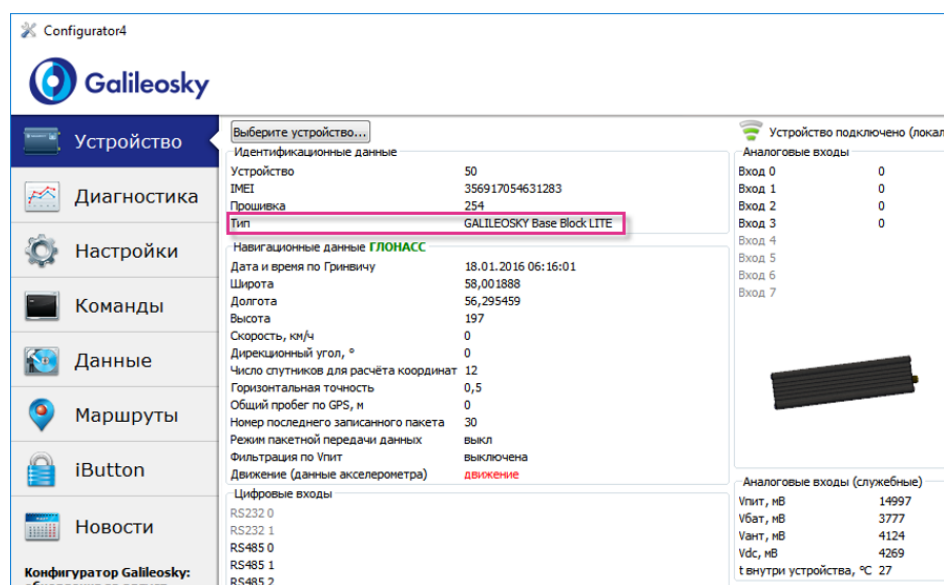 Configurator4
Galileosky
Устройство
Диагностика
Настройки
Команды
Данные
Маршруты
iButton
Новости
Конфигуратор Galileosky:
Выберите устройство...
Идентификационные данные
Устройство 50
IMEI 356917054631283
Прошивка 254
Тип GALILEOSKY Base Block LITE
Навигационные данные ГЛОНАСС
Дата и время по Гринвичу 18.01.2016 06:16:01
Широта 58,001888
Долгота 56,295459
Высота 197
Скорость, км/ч 0
Дирекционный угол, ° 0
Число спутников для расчёта координат 12
Горизонтальная точность 0,5
Общий пробег по GPS, м 0
Номер последнего записанного пакета 30
Режим пакетной передачи данных выкл
Фильтрация по Vпит выключена
Движение (данные акселерометра) движение
Цифровые входы
RS232 0
RS232 1
RS485 0
RS485 1
RS485 2
Устройство подключено (локал
Аналоговые входы
Вход 0 0
Вход 1 0
Вход 2 0
Вход 3 0
Вход 4
Вход 5
Вход 6
Вход 7
Аналоговые входы (служебные)
Vпит, мВ 14997
Vбат, мВ 3777
Vант, мВ 4124
Vdc, мВ 4269
t внутри устройства, °C 27